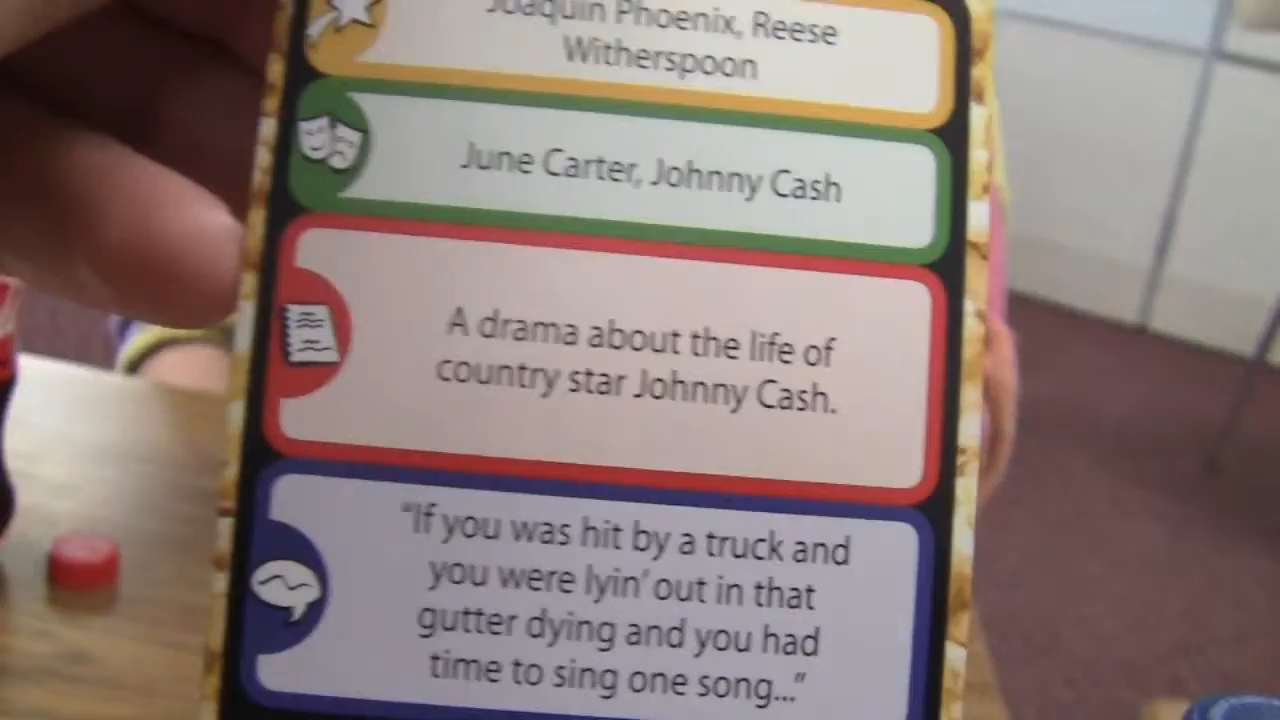 Joaquin Phoenix, Reese
Witherspoon
June Carter, Johnny Cash
A drama about the life of
country star Johnny Cash.
“If you was hit by a truck and
you were lyin’ out in that
gutter dying and you had
time to sing one song...”